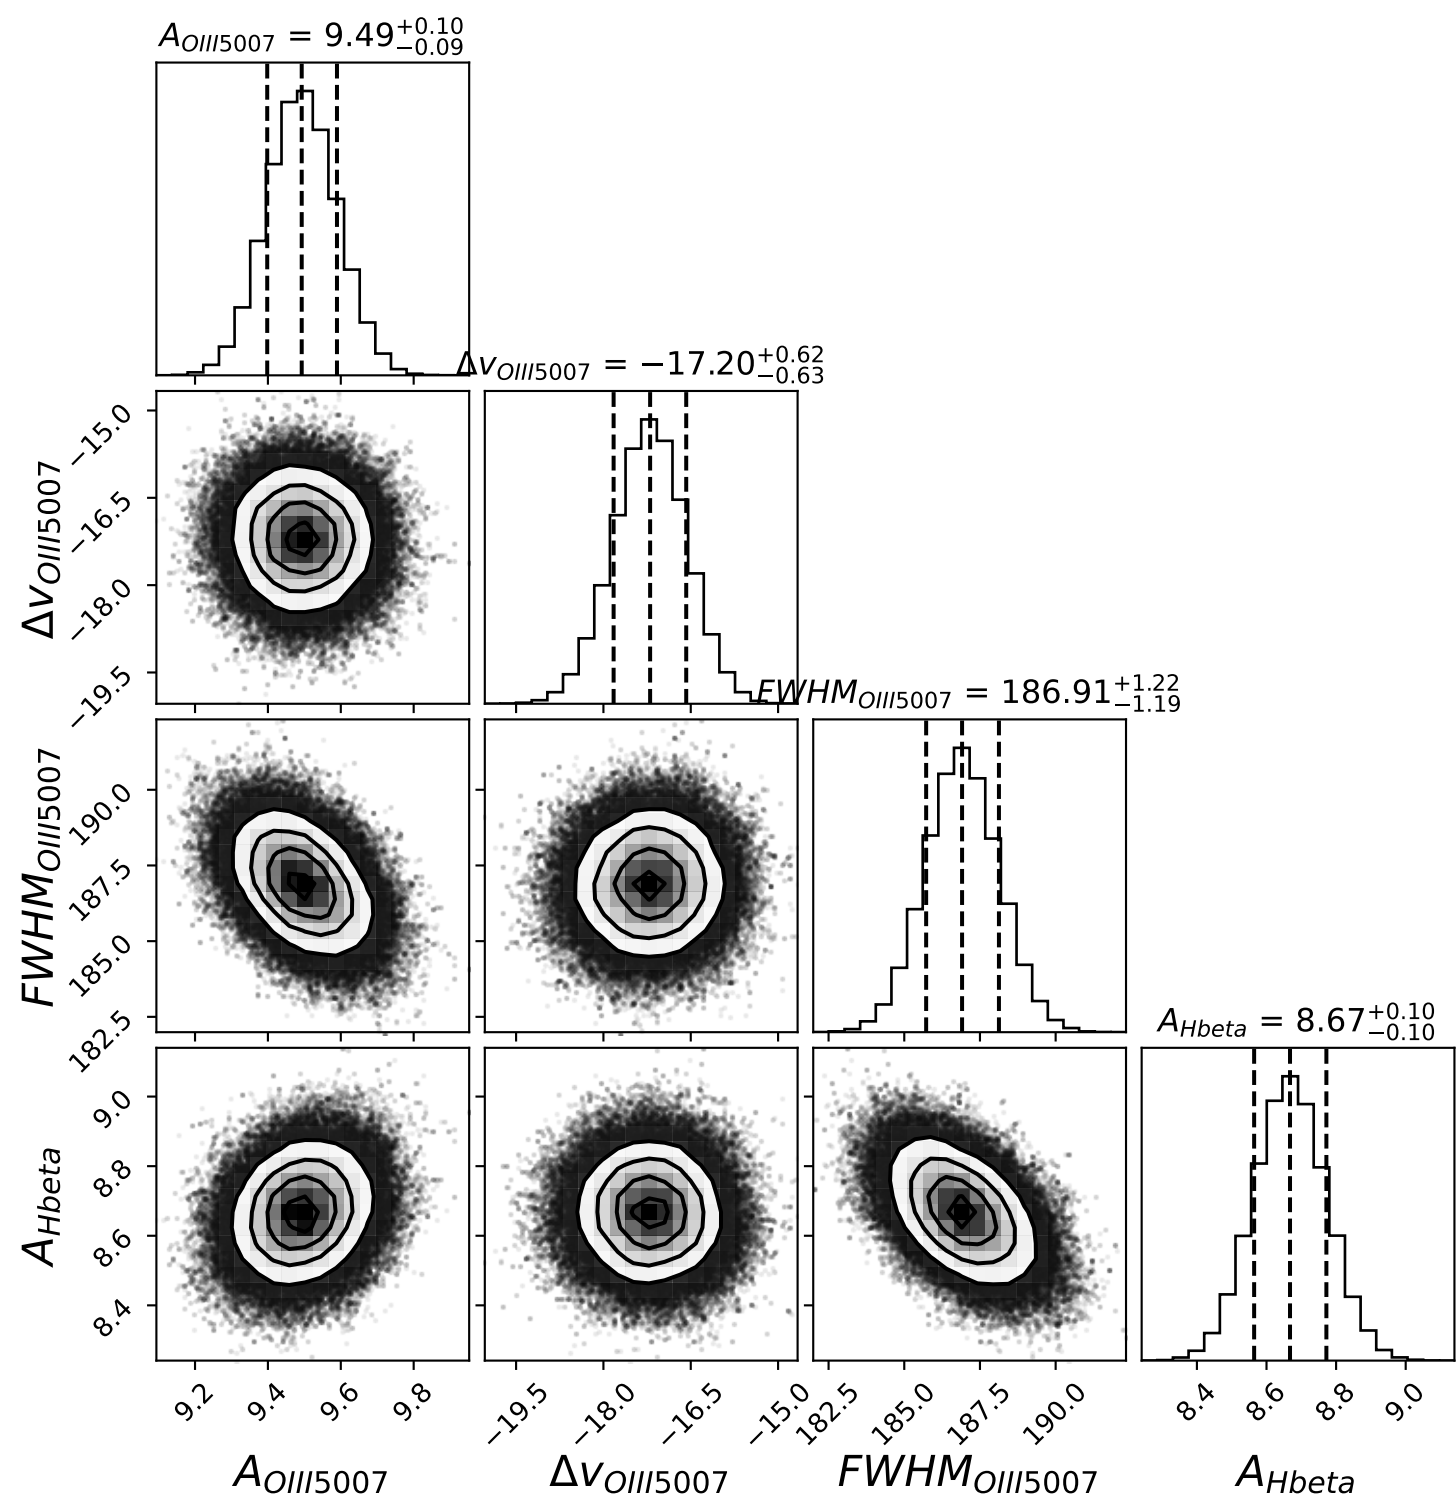 A_OIII5007 = 9.49^{+0.10}_{−0.09}
Δv_OIII5007 = −17.20^{+0.62}_{−0.63}
−15.0
−16.5
−18.0
−19.5
Δv_OIII5007
FWHM_OIII5007 = 186.91^{+1.22}_{−1.19}
190.0
187.5
185.0
182.5
FWHM_OIII5007
A_Hbeta = 8.67^{+0.10}_{−0.10}
9.0
8.8
8.6
8.4
A_Hbeta
9.2 9.4 9.6 9.8 −19.5 −18.0 −16.5 −15.0 182.5 185.0 187.5 190.0 8.4 8.6 8.8 9.0
A_OIII5007 Δv_OIII5007 FWHM_OIII5007 A_Hbeta